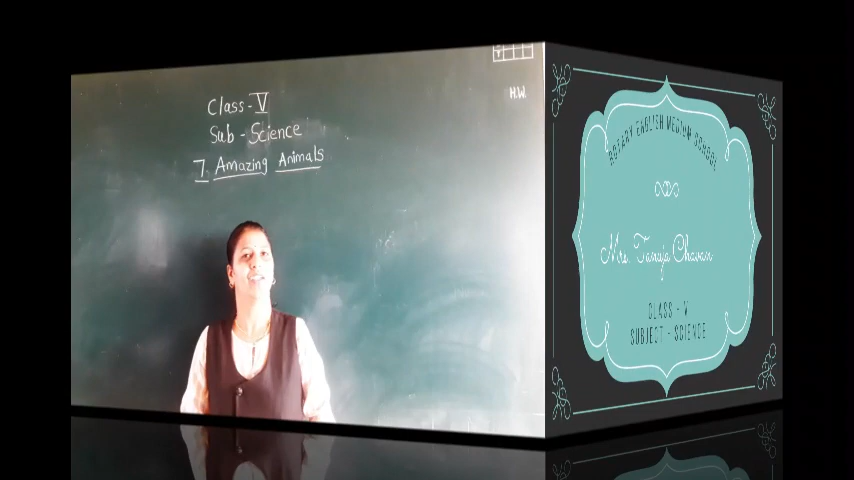 Class - V
Sub - Science
7. Amazing Animals
H.W.
ROTARY ENGLISH MEDIUM SCHOOL
Mrs. Tanuja Chavan
CLASS - V
SUBJECT - SCIENCE